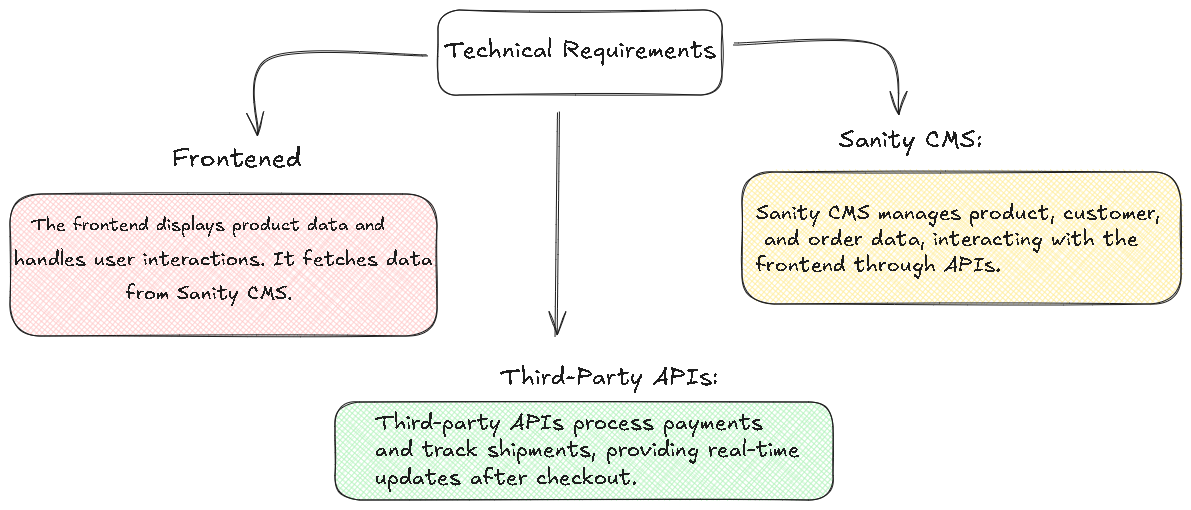 Technical Requirements
Frontened
The frontend displays product data and
handles user interactions. It fetches data
from Sanity CMS.
Sanity CMS:
Sanity CMS manages product, customer,
and order data, interacting with the
frontend through APIs.
Third-Party APIs:
Third-party APIs process payments
and track shipments, providing real-time
updates after checkout.